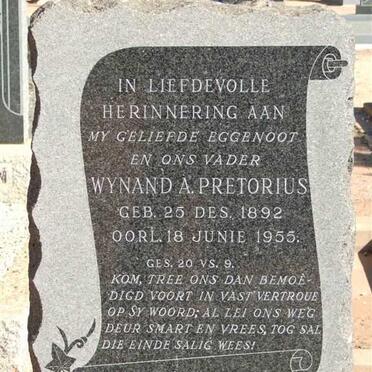 IN LIEFDEVOLLE
HERINNERING AAN
MY GELIEFDE EGGENOOT
EN ONS VADER
WYNAND A. PRETORIUS
GEB. 25 DES. 1892
OORL. 18 JUNIE 1955.
GES. 20 VS. 9.
KOM, TREE ONS DAN BEMOË-
DIGD VOORT IN VAST VERTROUE
OP SY WOORD; AL LEI ONS WEG
DEUR SMART EN VREES, TOG SAL
DIE EINDE SALIG WEES!